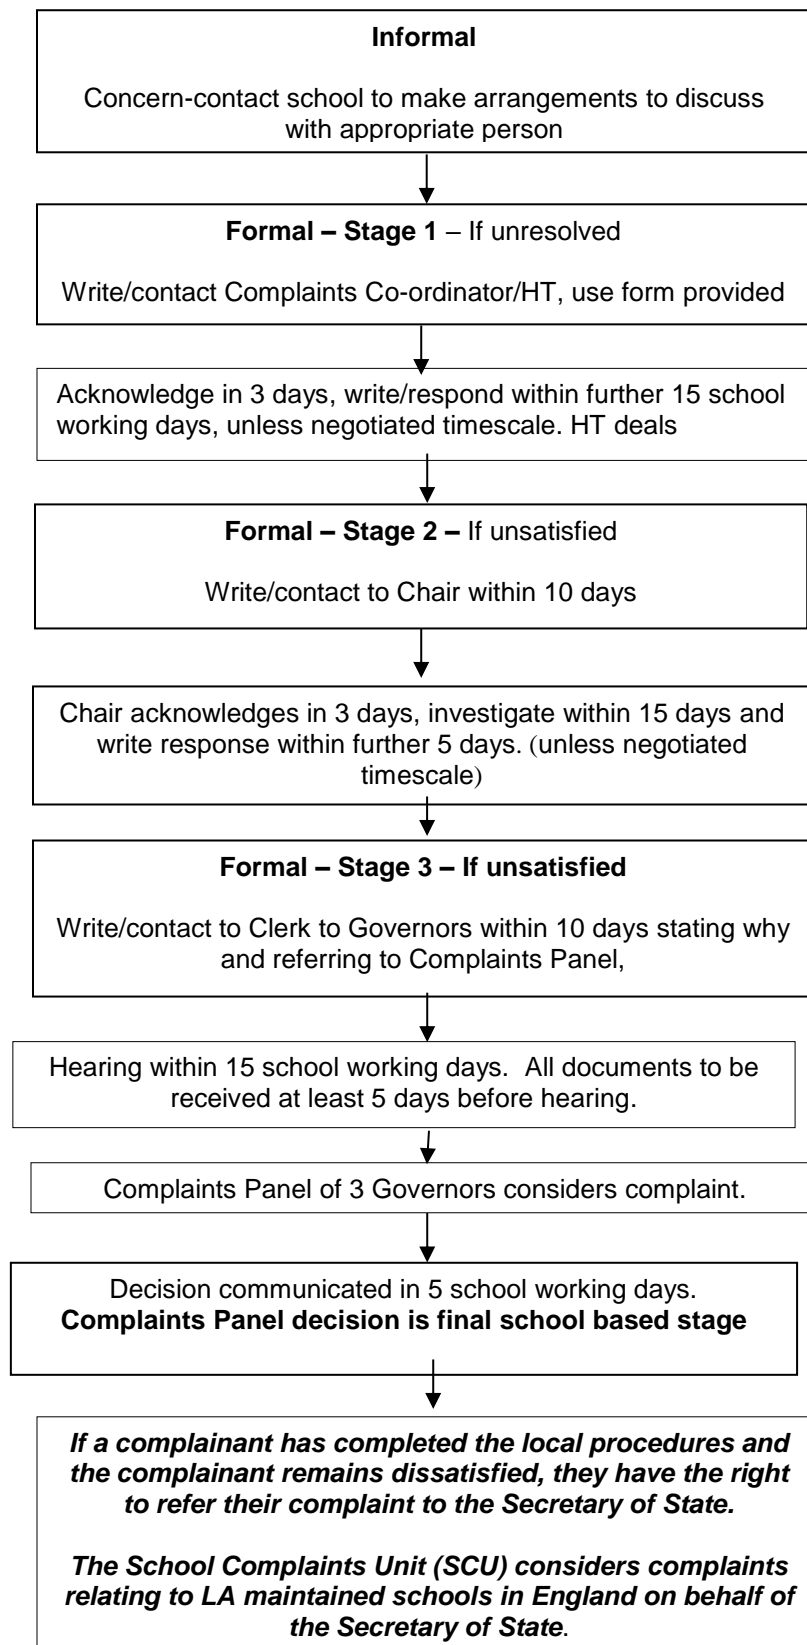 Informal
Concern-contact school to make arrangements to discuss
with appropriate person
Formal – Stage 1 – If unresolved
Write/contact Complaints Co-ordinator/HT, use form provided
Acknowledge in 3 days, write/respond within further 15 school
working days, unless negotiated timescale. HT deals
Formal – Stage 2 – If unsatisfied
Write/contact to Chair within 10 days
Chair acknowledges in 3 days, investigate within 15 days and
write response within further 5 days. (unless negotiated
timescale)
Formal – Stage 3 – If unsatisfied
Write/contact to Clerk to Governors within 10 days stating why
and referring to Complaints Panel,
Hearing within 15 school working days.  All documents to be
received at least 5 days before hearing.
Complaints Panel of 3 Governors considers complaint.
Decision communicated in 5 school working days.
Complaints Panel decision is final school based stage
If a complainant has completed the local procedures and
the complainant remains dissatisfied, they have the right
to refer their complaint to the Secretary of State.
The School Complaints Unit (SCU) considers complaints
relating to LA maintained schools in England on behalf of
the Secretary of State.